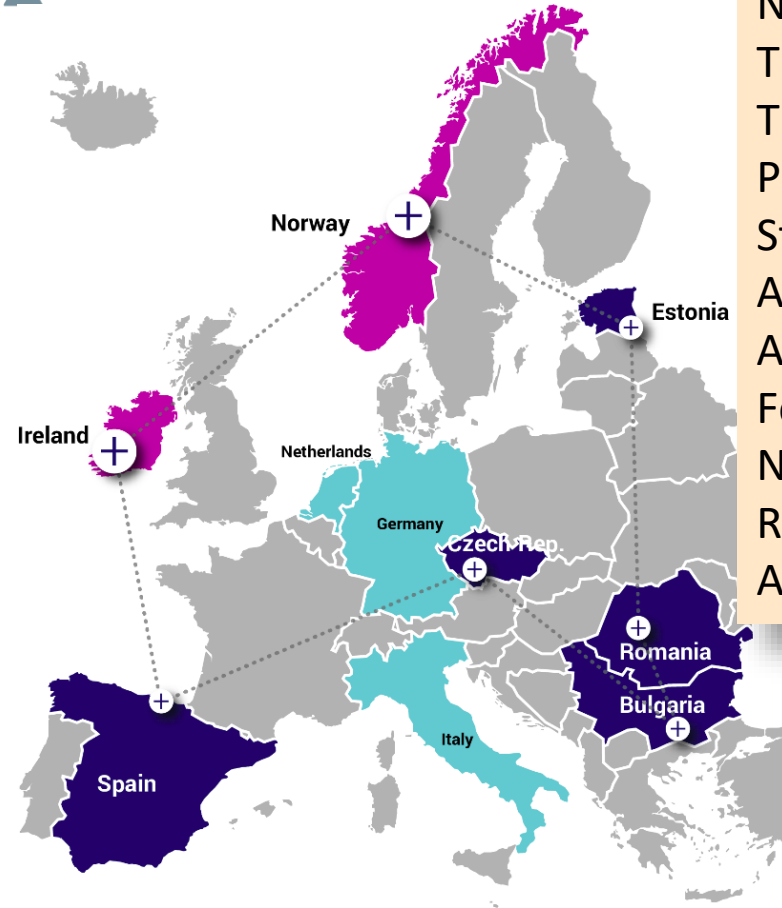 Norway
Estonia
Ireland
Netherlands
Germany
Czech Rep.
Romania
Bulgaria
Italy
Spain